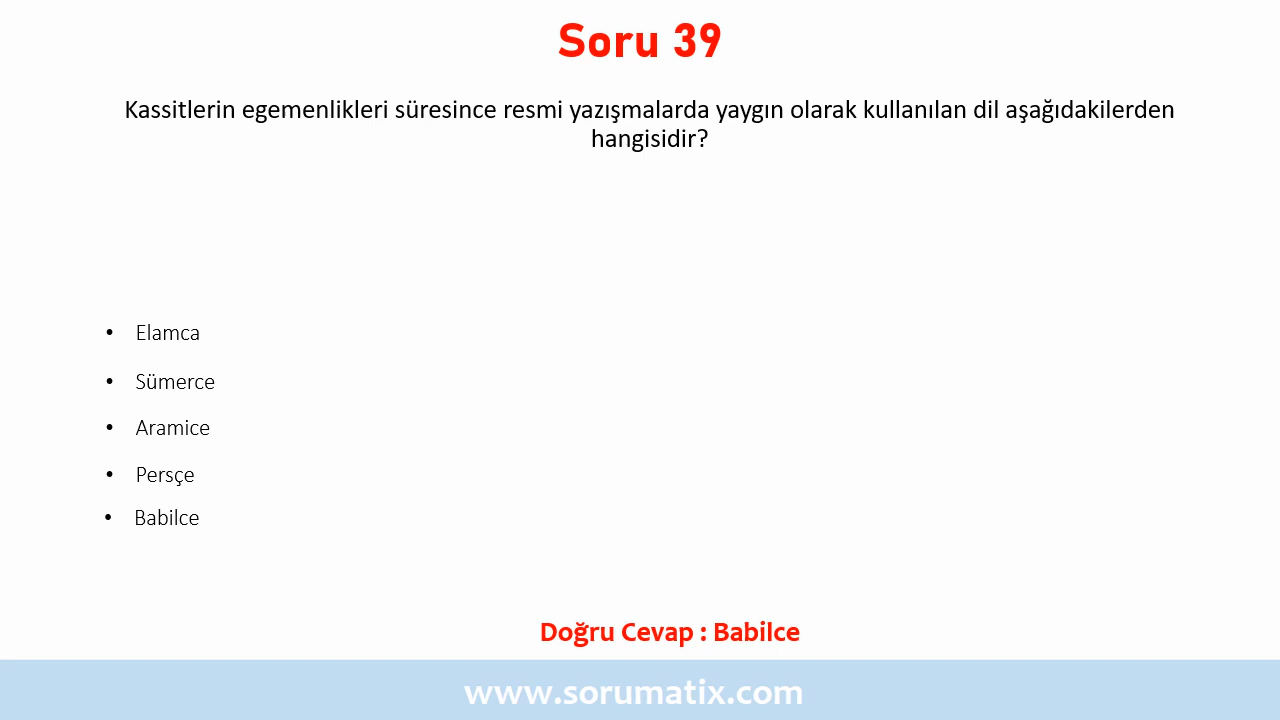 Soru 39
Kassitlerin egemenlikleri süresince resmi yazışmalarda yaygın olarak kullanılan dil aşağıdakilerden
hangisidir?
• Elamca
• Sümerce
• Aramice
• Persçe
• Babilce
Doğru Cevap : Babilce
www.sorumatix.com